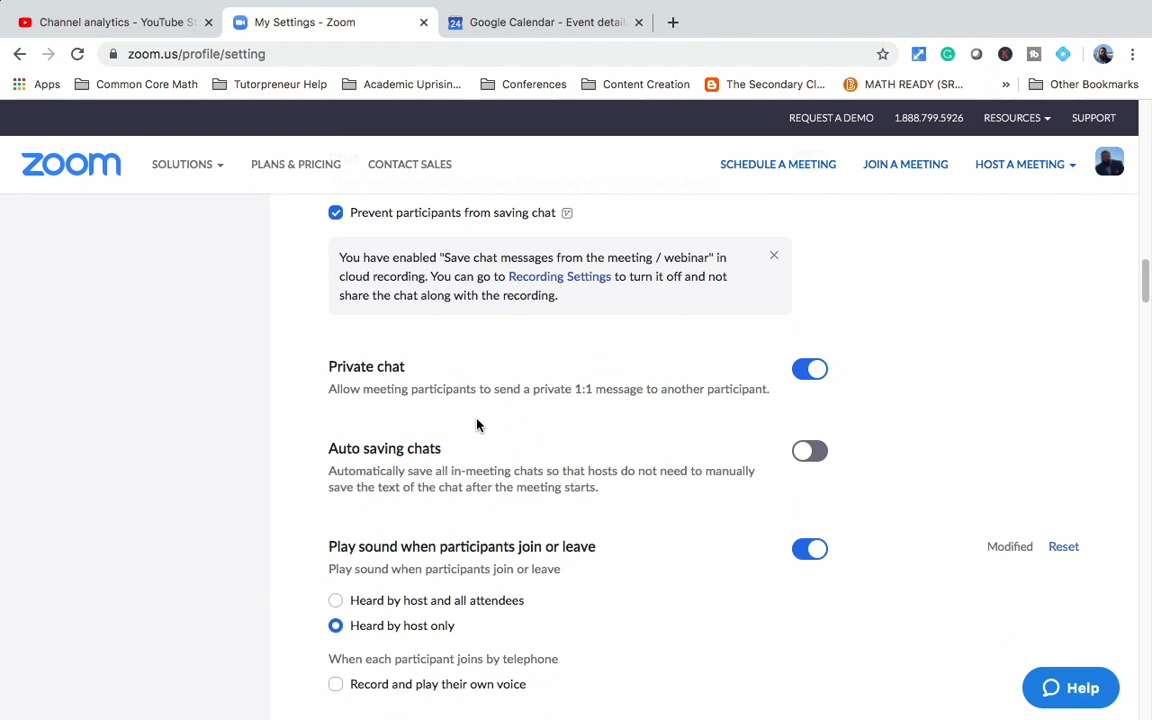 Channel analytics - YouTube S
My Settings - Zoom
24 Google Calendar - Event detail
zoom.us/profile/setting
Apps Common Core Math Tutorpreneur Help Academic Uprisin... Conferences Content Creation The Secondary Cl... MATH READY (SR... » Other Bookmarks
REQUEST A DEMO 1.888.799.5926 RESOURCES SUPPORT
zoom SOLUTIONS PLANS & PRICING CONTACT SALES SCHEDULE A MEETING JOIN A MEETING HOST A MEETING
Prevent participants from saving chat
You have enabled "Save chat messages from the meeting / webinar" in
cloud recording. You can go to Recording Settings to turn it off and not
share the chat along with the recording.
Private chat
Allow meeting participants to send a private 1:1 message to another participant.
Auto saving chats
Automatically save all in-meeting chats so that hosts do not need to manually
save the text of the chat after the meeting starts.
Play sound when participants join or leave
Modified Reset
Play sound when participants join or leave
Heard by host and all attendees
Heard by host only
When each participant joins by telephone
Record and play their own voice
Help